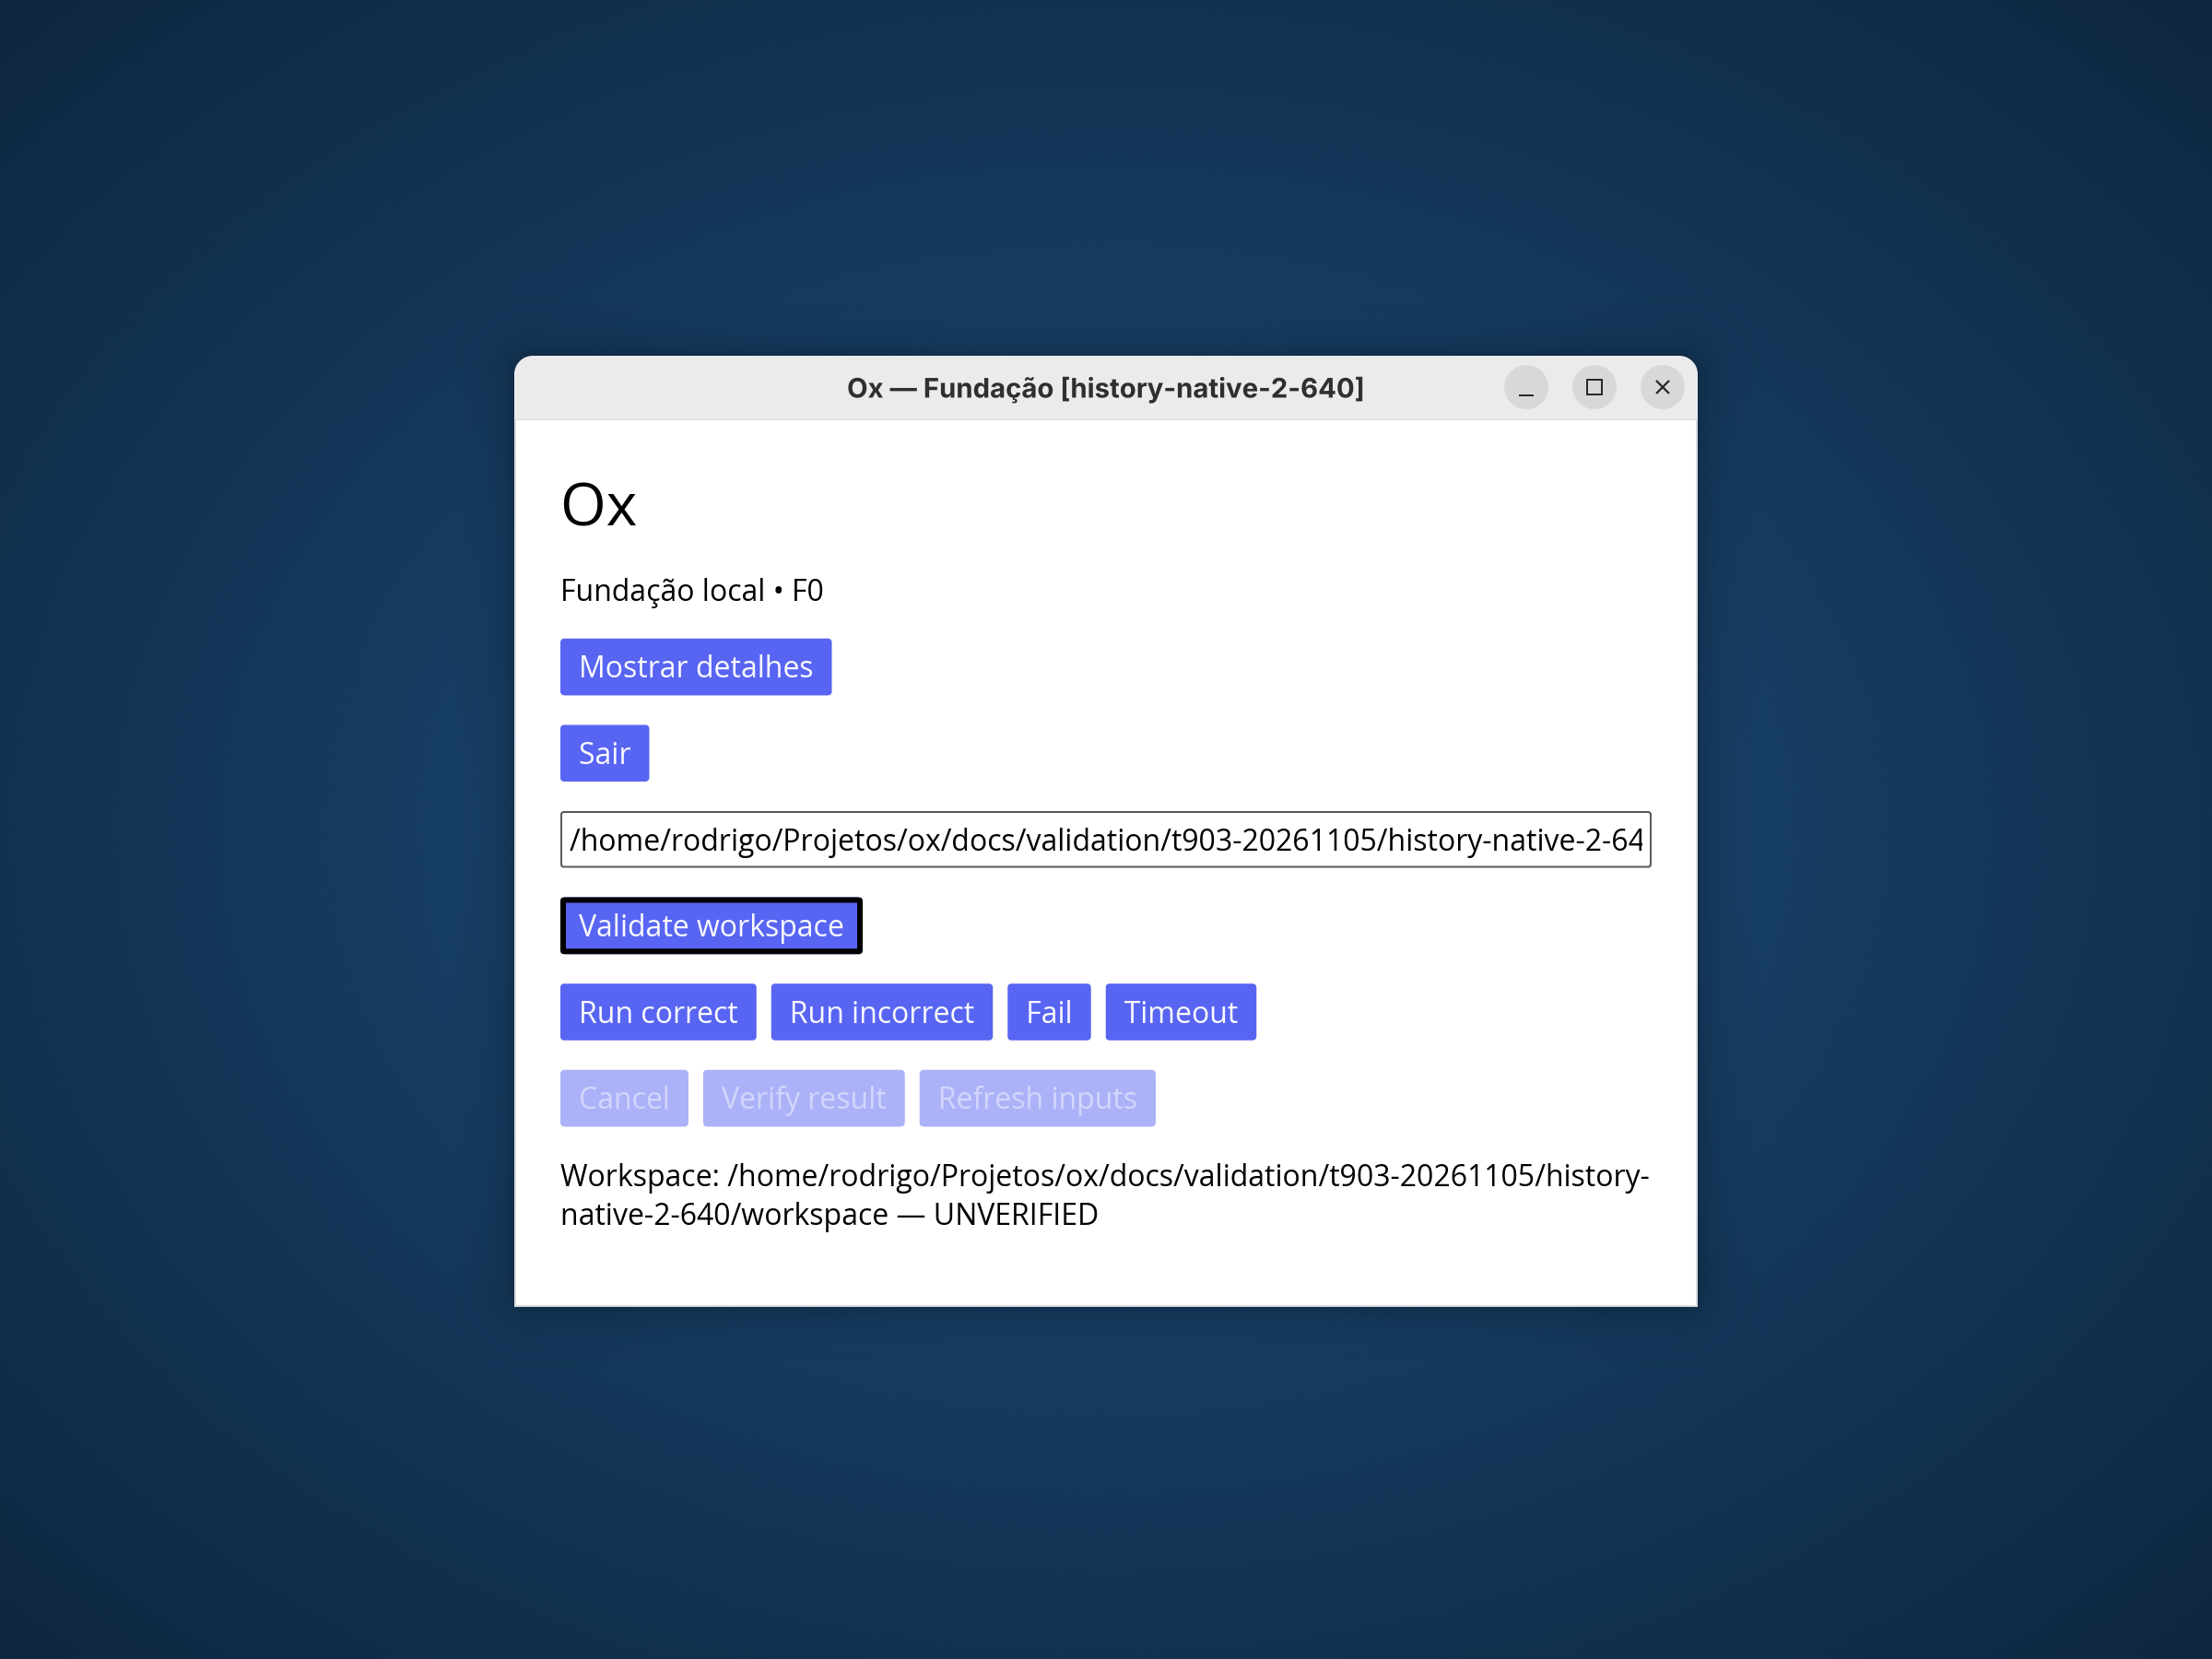 Ox — Fundação [history-native-2-640]
Ox
Fundação local • F0
Mostrar detalhes
Sair
/home/rodrigo/Projetos/ox/docs/validation/t903-20261105/history-native-2-64
Validate workspace
Run correct Run incorrect Fail Timeout
Cancel Verify result Refresh inputs
Workspace: /home/rodrigo/Projetos/ox/docs/validation/t903-20261105/history-
native-2-640/workspace — UNVERIFIED